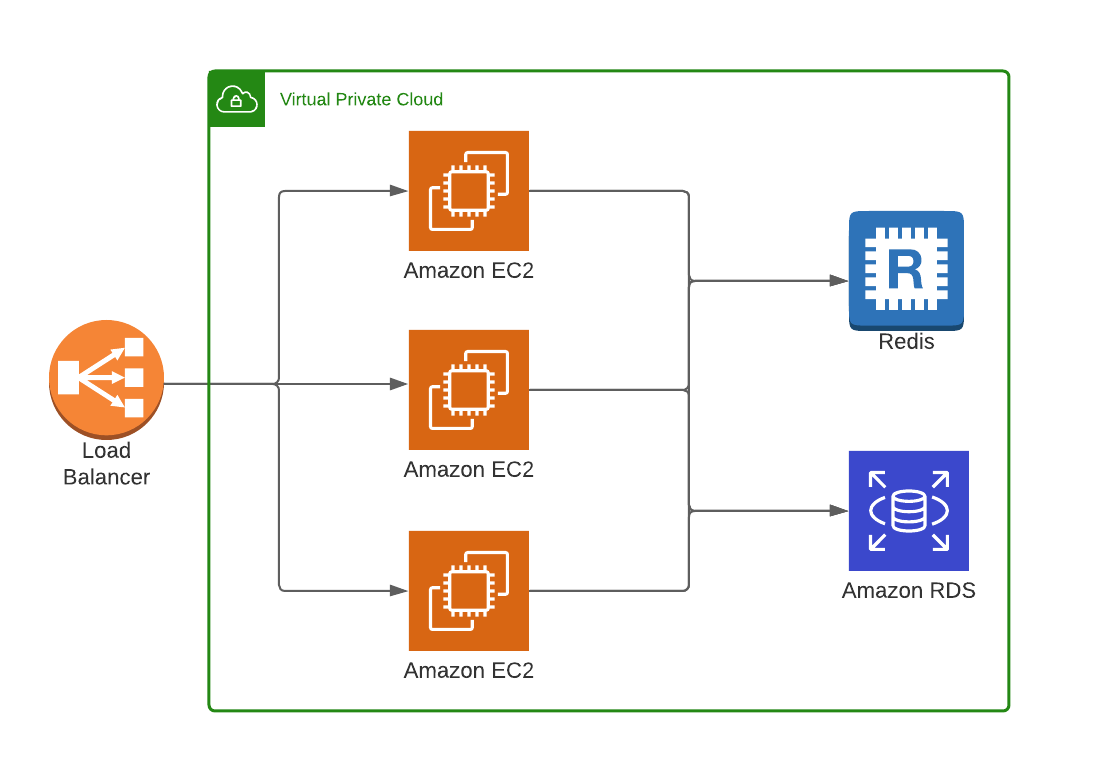 Virtual Private Cloud
Amazon EC2
R
Redis
Load
Balancer
Amazon EC2
Amazon RDS
Amazon EC2